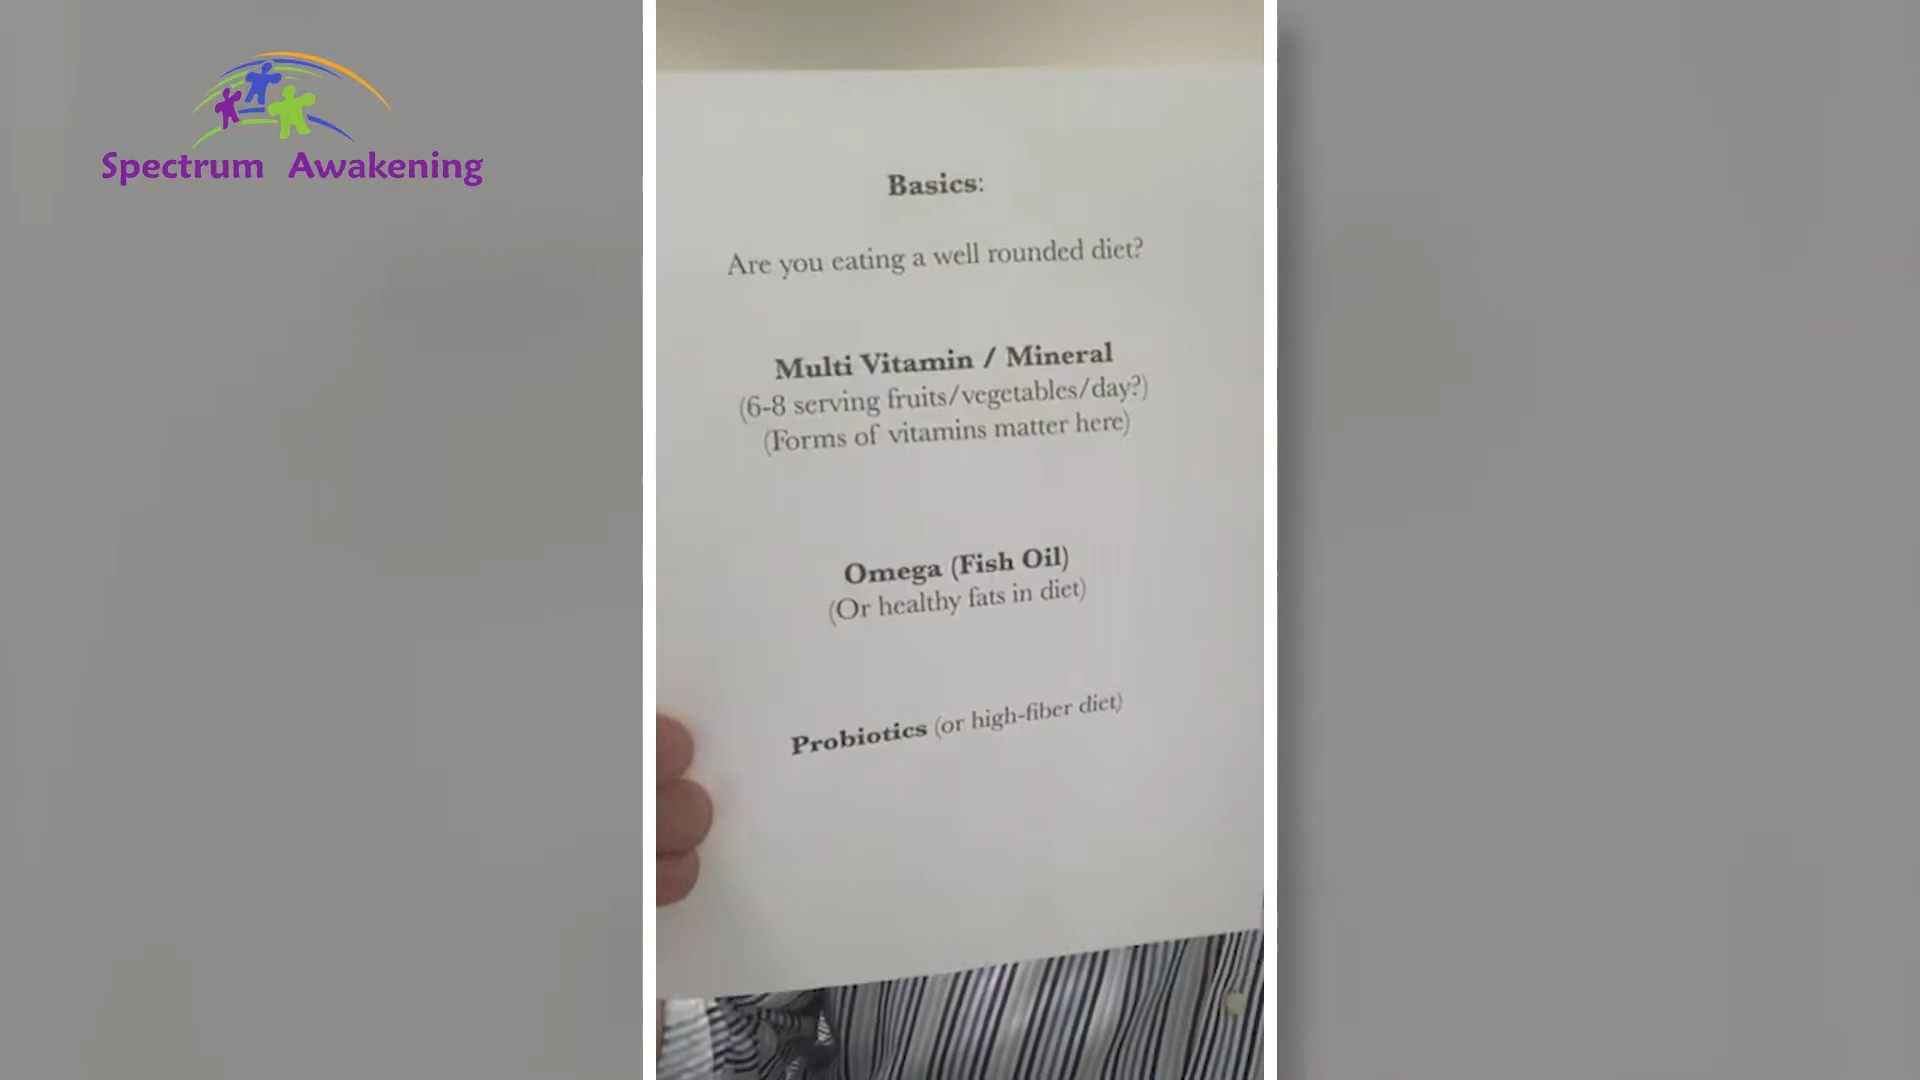 Spectrum Awakening
Basics:
Are you eating a well rounded diet?
Multi Vitamin / Mineral
(6-8 serving fruits/vegetables/day?)
(Forms of vitamins matter here)
Omega (Fish Oil)
(Or healthy fats in diet)
Probiotics (or high-fiber diet)